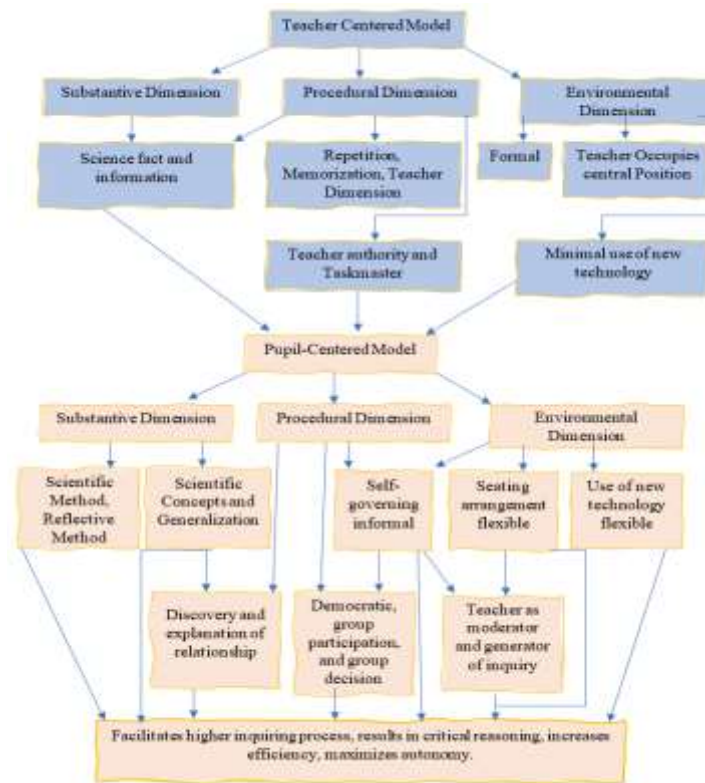 Teacher Centered Model
Substantive Dimension
Procedural Dimension
Environmental
Dimension
Science fact and
information
Repetition,
Memorization, Teacher
Dimension
Formal
Teacher Occupies
central Position
Teacher authority and
Taskmaster
Minimal use of new
technology
Pupil-Centered Model
Substantive Dimension
Procedural Dimension
Environmental
Dimension
Scientific
Method,
Reflective
Method
Scientific
Concepts and
Generalization
Self-
governing
informal
Seating
arrangement
flexible
Use of new
technology
flexible
Discovery and
explanation of
relationship
Democratic,
group
participation,
and group
decision
Teacher as
moderator
and generator
of inquiry
Facilitates higher inquiring process, results in critical reasoning, increases
efficiency, maximizes autonomy.